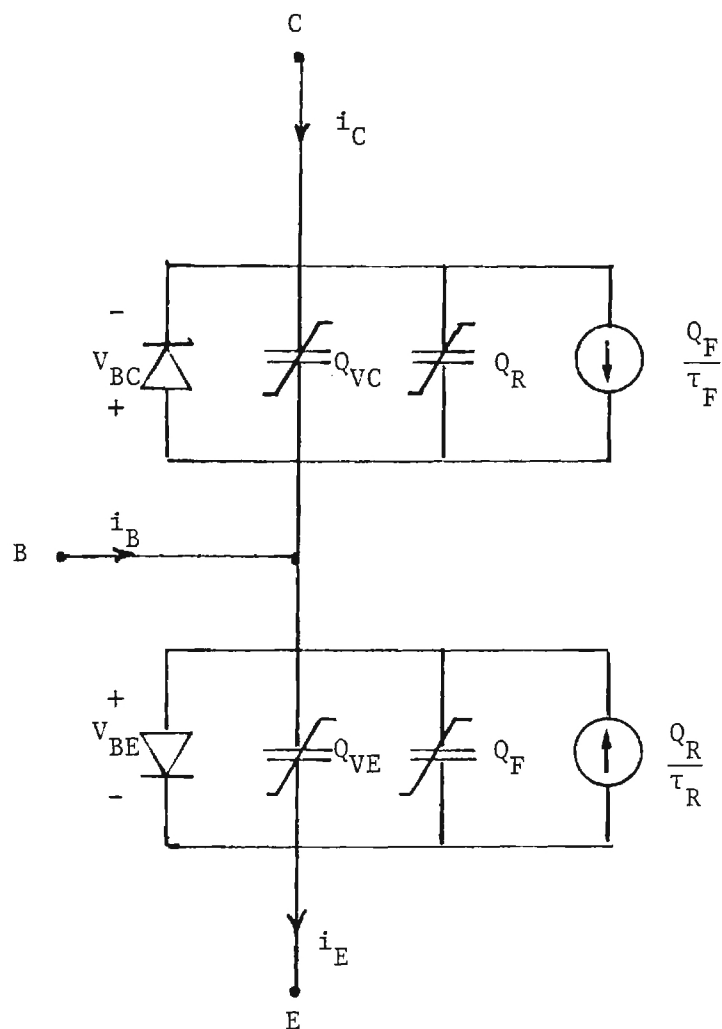 C
i_C
-
V_BC
+
Q_VC
Q_R
Q_F
τ_F
i_B
B
+
V_BE
-
Q_VE
Q_F
Q_R
τ_R
i_E
E